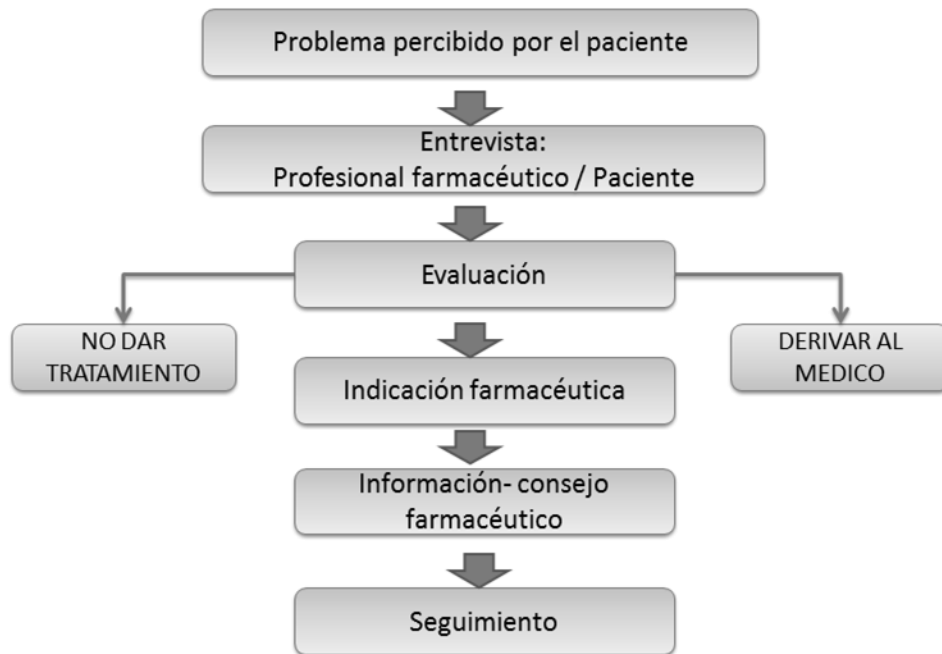 Problema percibido por el paciente
Entrevista:
Profesional farmacéutico / Paciente
Evaluación
NO DAR
TRATAMIENTO
DERIVAR AL
MEDICO
Indicación farmacéutica
Información- consejo
farmacéutico
Seguimiento